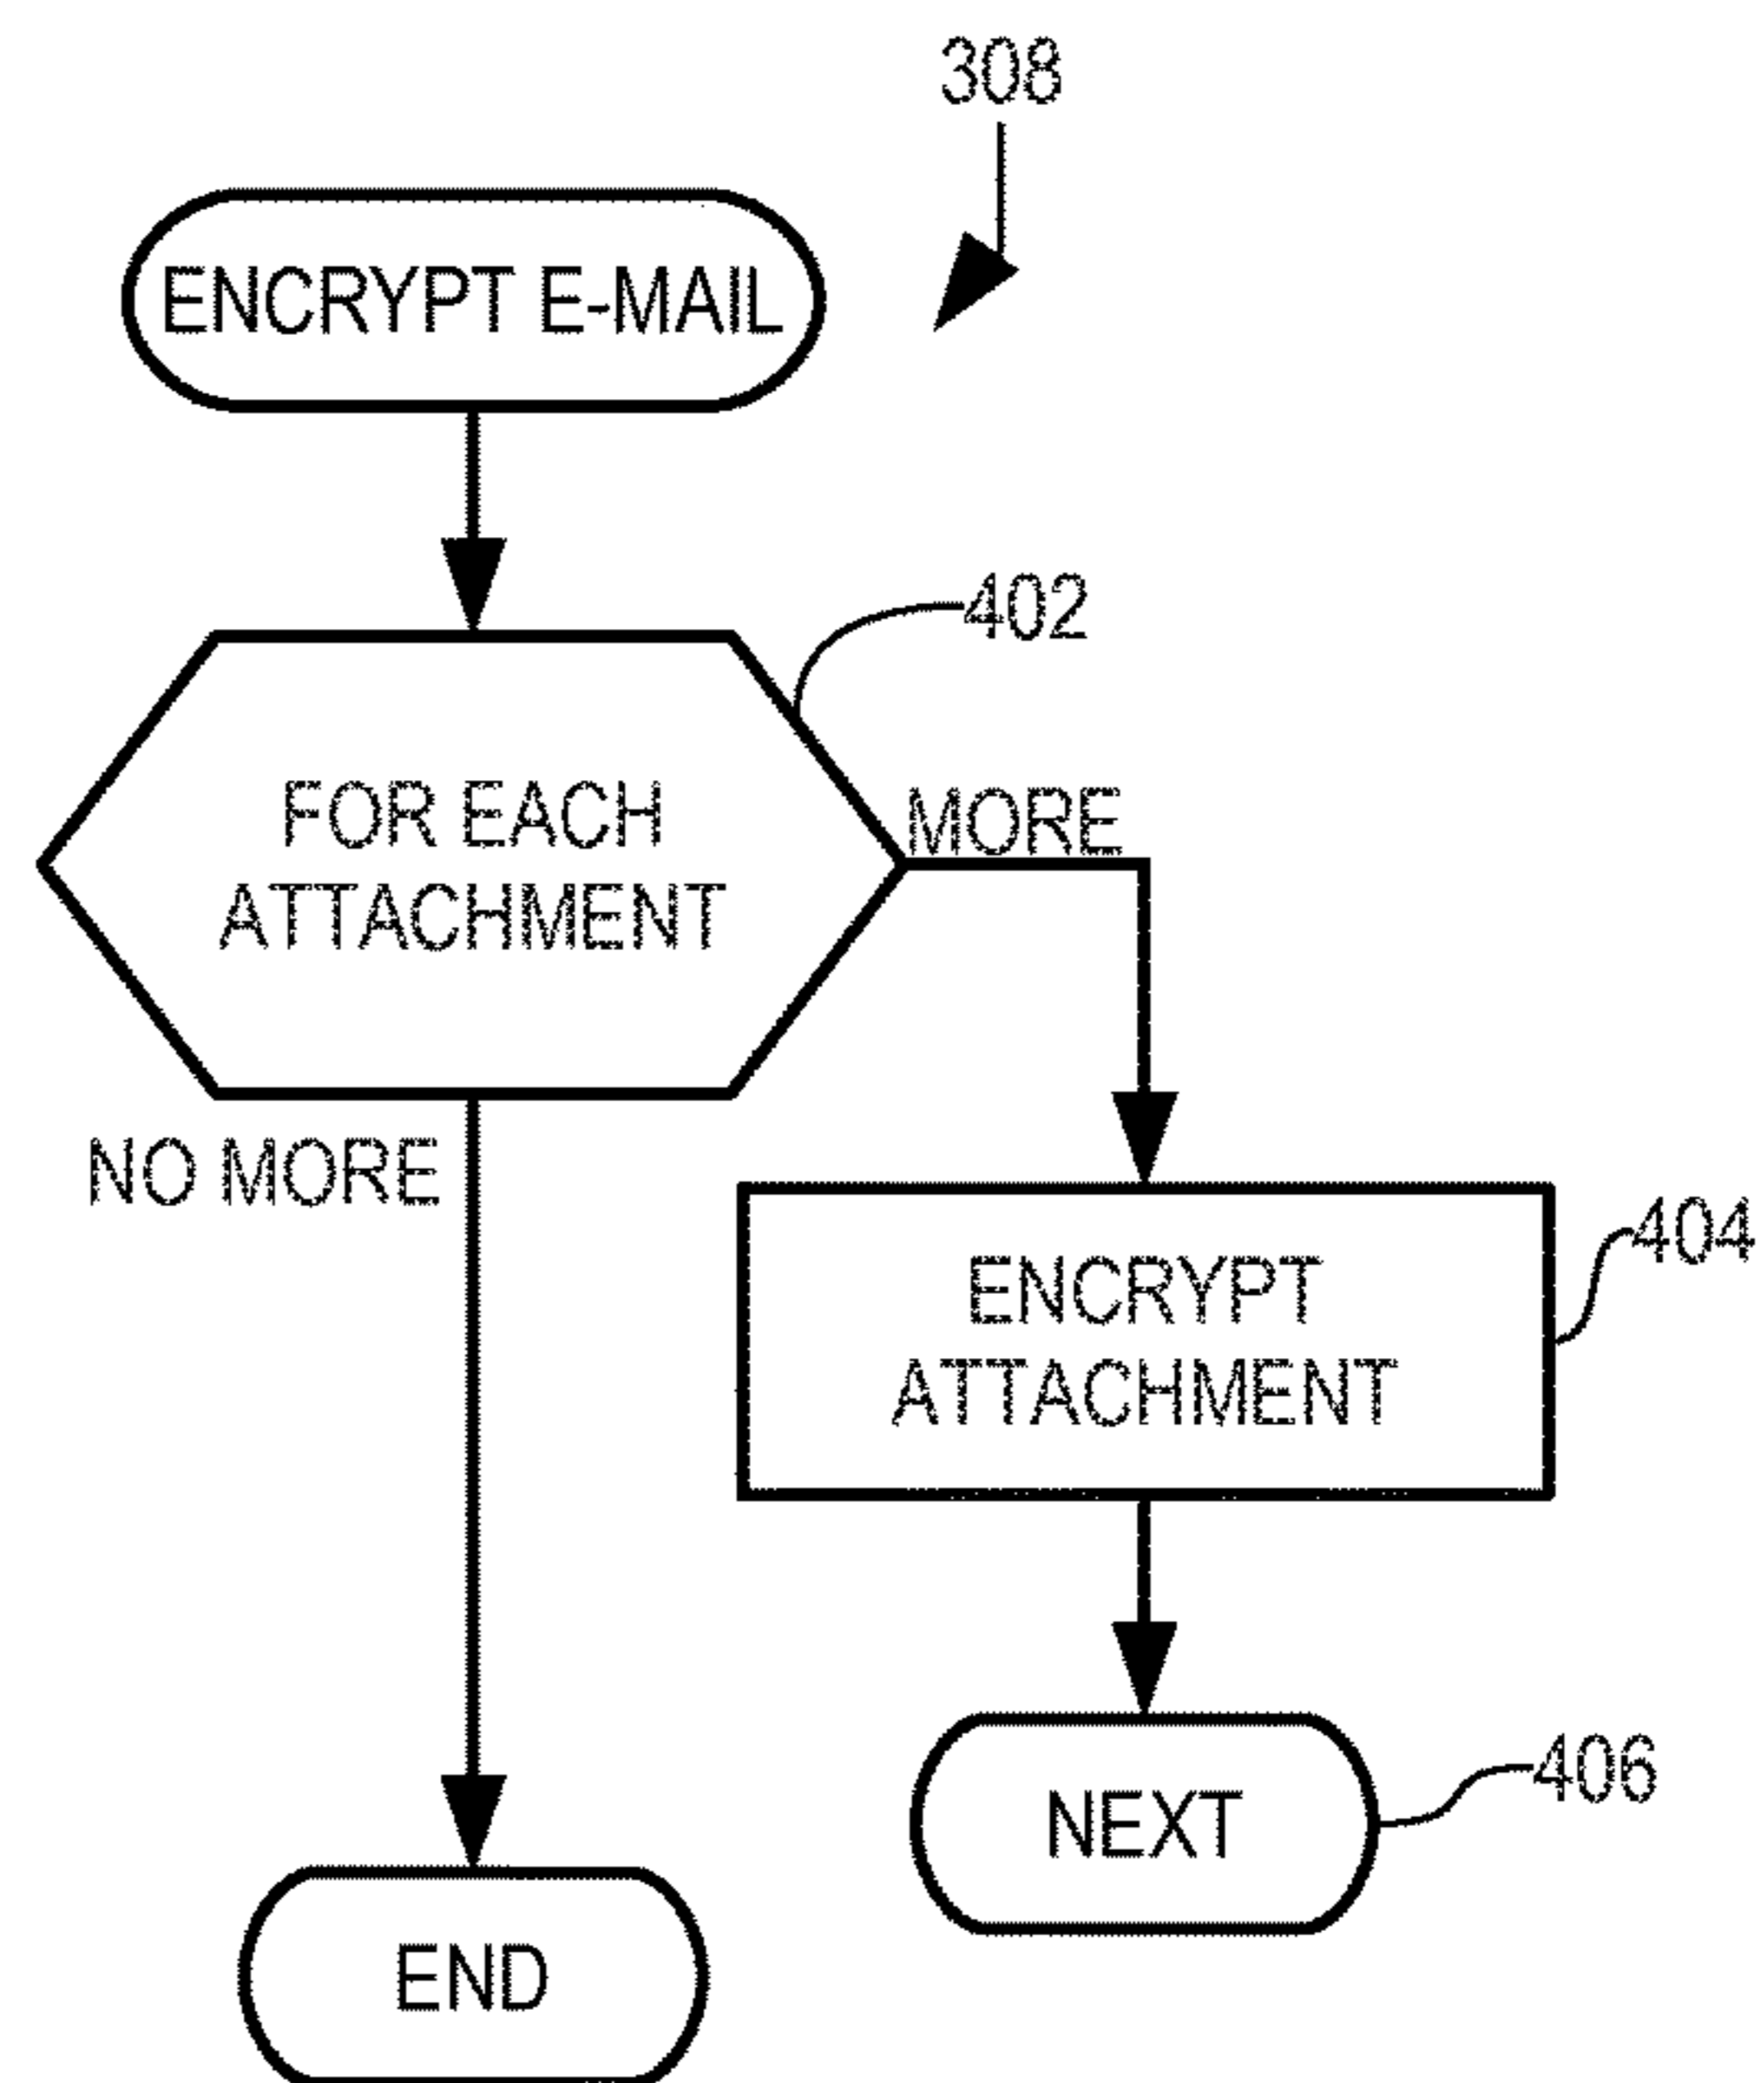 308
ENCRYPT E-MAIL
402
FOR EACH
ATTACHMENT
MORE
NO MORE
404
ENCRYPT
ATTACHMENT
406
NEXT
END